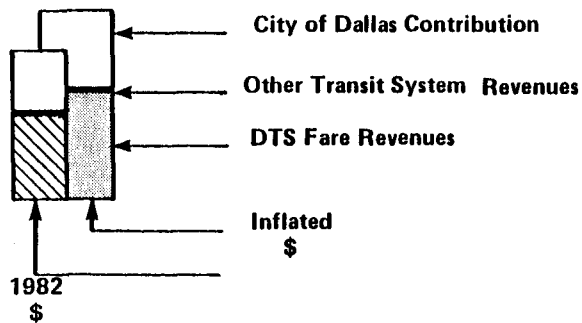 City of Dallas Contribution
Other Transit System Revenues
DTS Fare Revenues
Inflated
$
1982
$